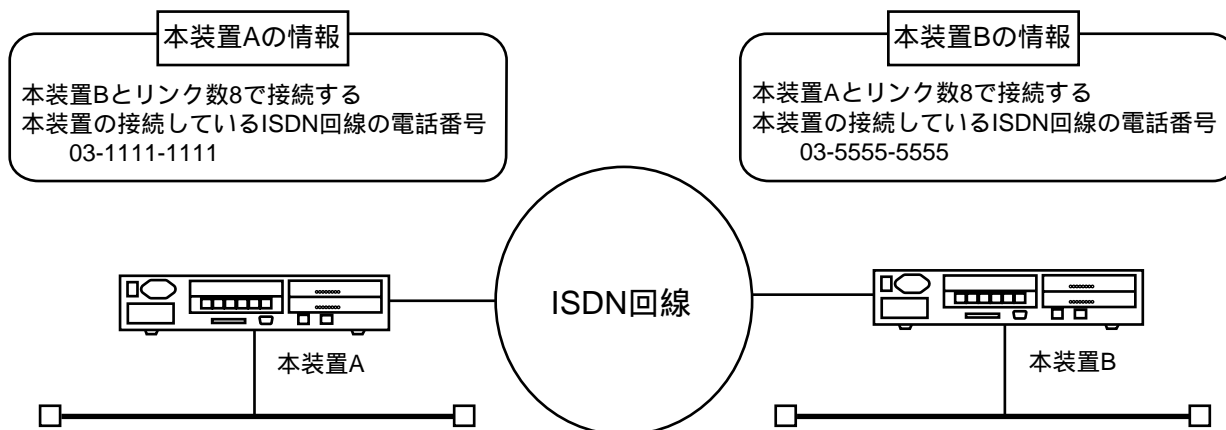 本装置Aの情報
本装置Bとリンク数8で接続する
本装置の接続しているISDN回線の電話番号
03-1111-1111
本装置Bの情報
本装置Aとリンク数8で接続する
本装置の接続しているISDN回線の電話番号
03-5555-5555
ISDN回線
本装置A
本装置B